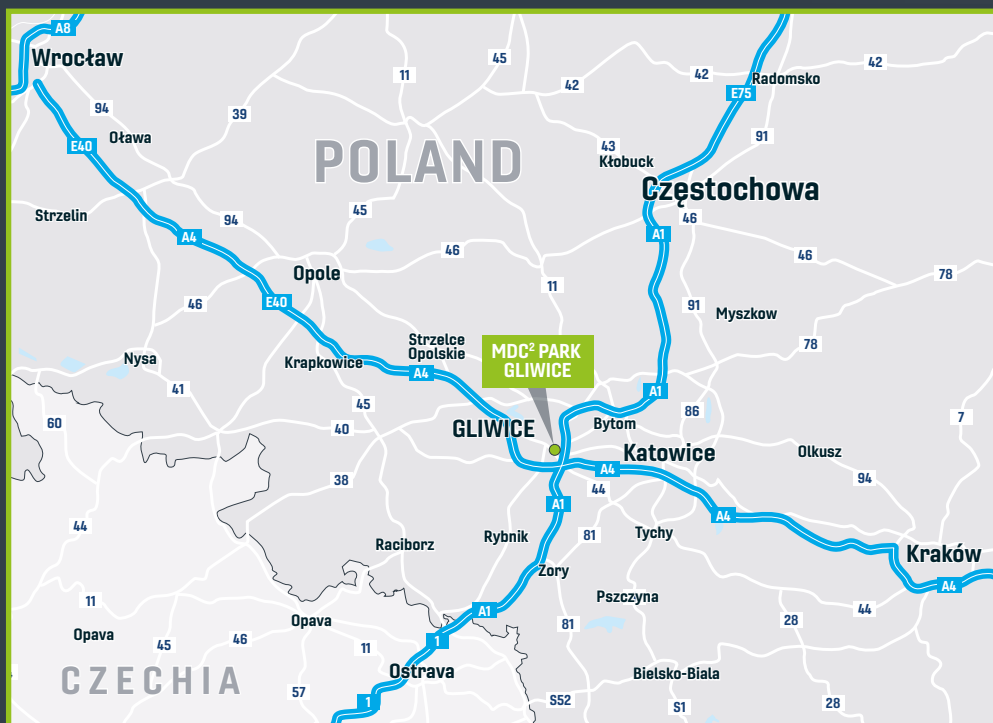 A8
Wrocław
45
11
42
42
Radomsko
42
E75
94
39
Oława
E40
91
POLAND
43
Kłobuck
Częstochowa
Strzelin
94
45
46
A4
A1
46
46
Opole
78
11
E40
46
91
Myszkow
Strzelce
Opolskie
MDC² PARK
GLIWICE
78
Nysa
Krapkowice
A4
41
A1
45
86
60
40
GLIWICE
Bytom
7
Katowice
Olkusz
A4
38
94
44
A1
A4
44
Rybnik
81
Tychy
Raciborz
Kraków
Zory
A4
11
Pszczyna
A1
44
Opava
Opava
81
28
45
46
11
1
CZECHIA
Ostrava
Bielsko-Biala
57
1
S52
S1
28